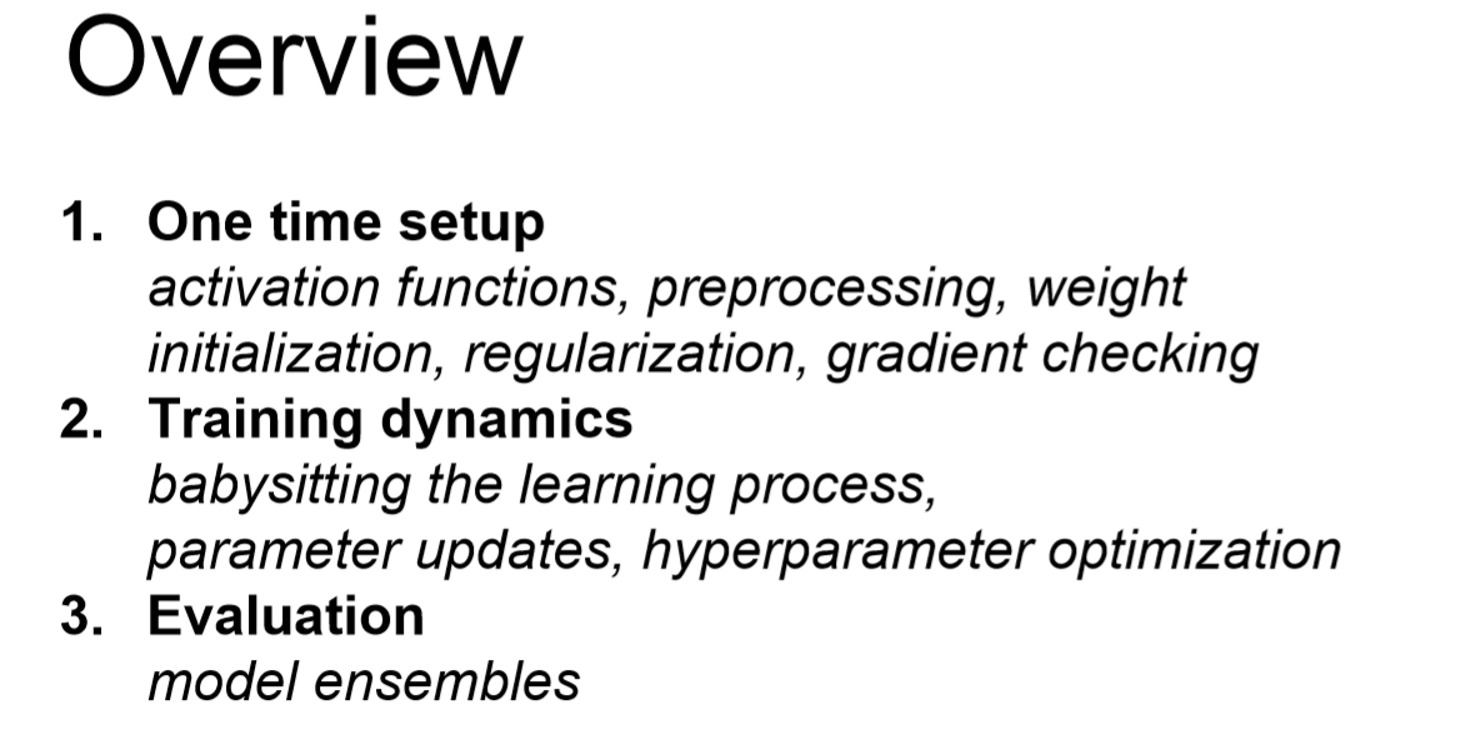 Overview
1. One time setup
activation functions, preprocessing, weight
initialization, regularization, gradient checking
2. Training dynamics
babysitting the learning process,
parameter updates, hyperparameter optimization
3. Evaluation
model ensembles